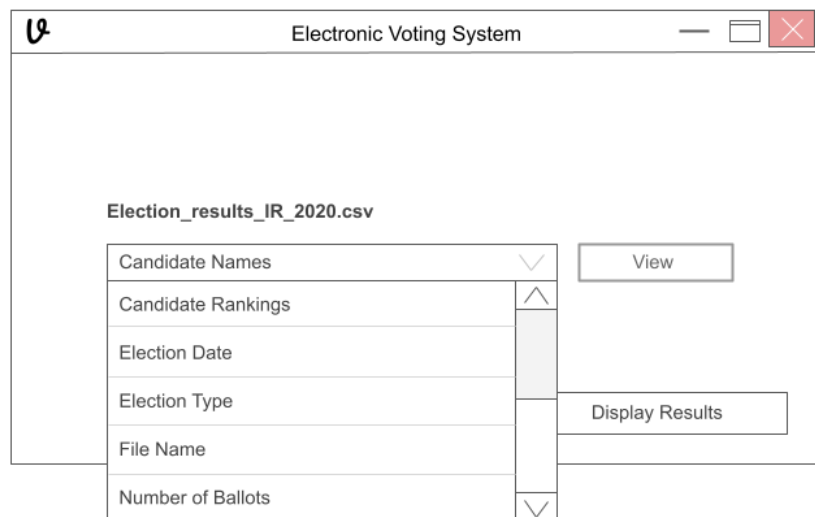 Electronic Voting System
Election_results_IR_2020.csv
Candidate Names
View
Candidate Rankings
Election Date
Election Type
Display Results
File Name
Number of Ballots